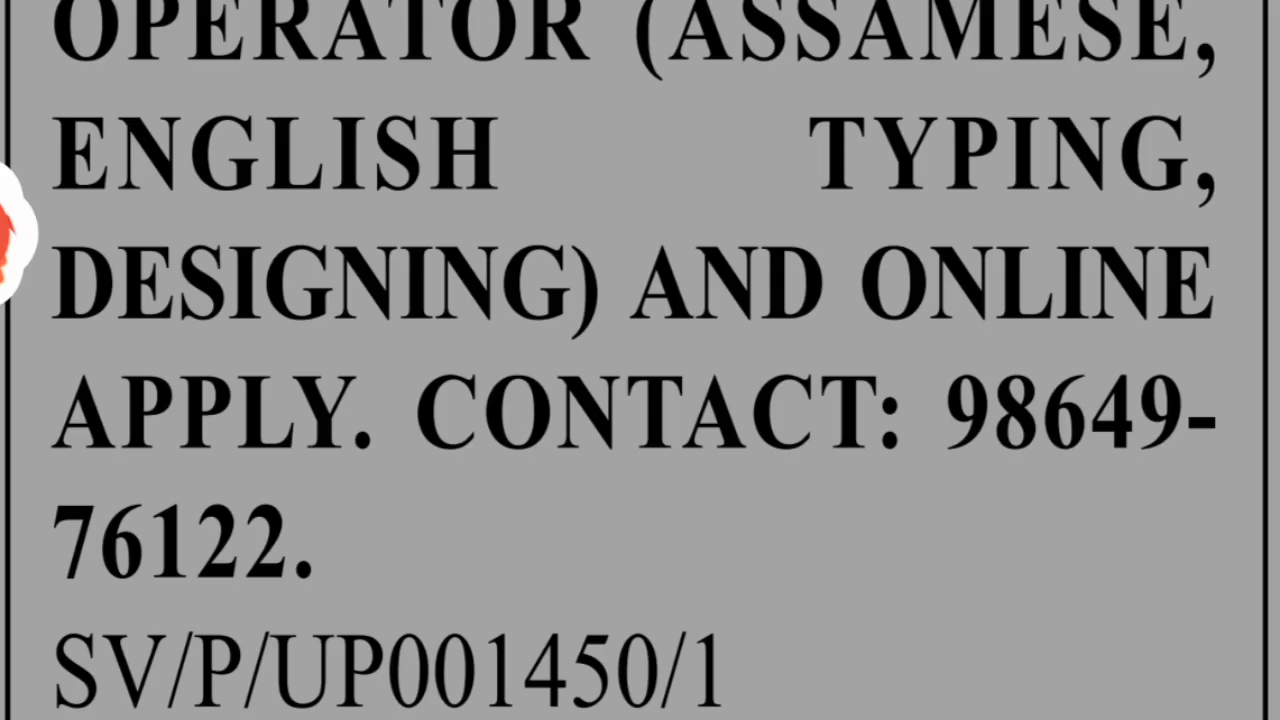 OPERATOR (ASSAMESE,
ENGLISH TYPING,
DESIGNING) AND ONLINE
APPLY. CONTACT: 98649-
76122.
SV/P/UP001450/1